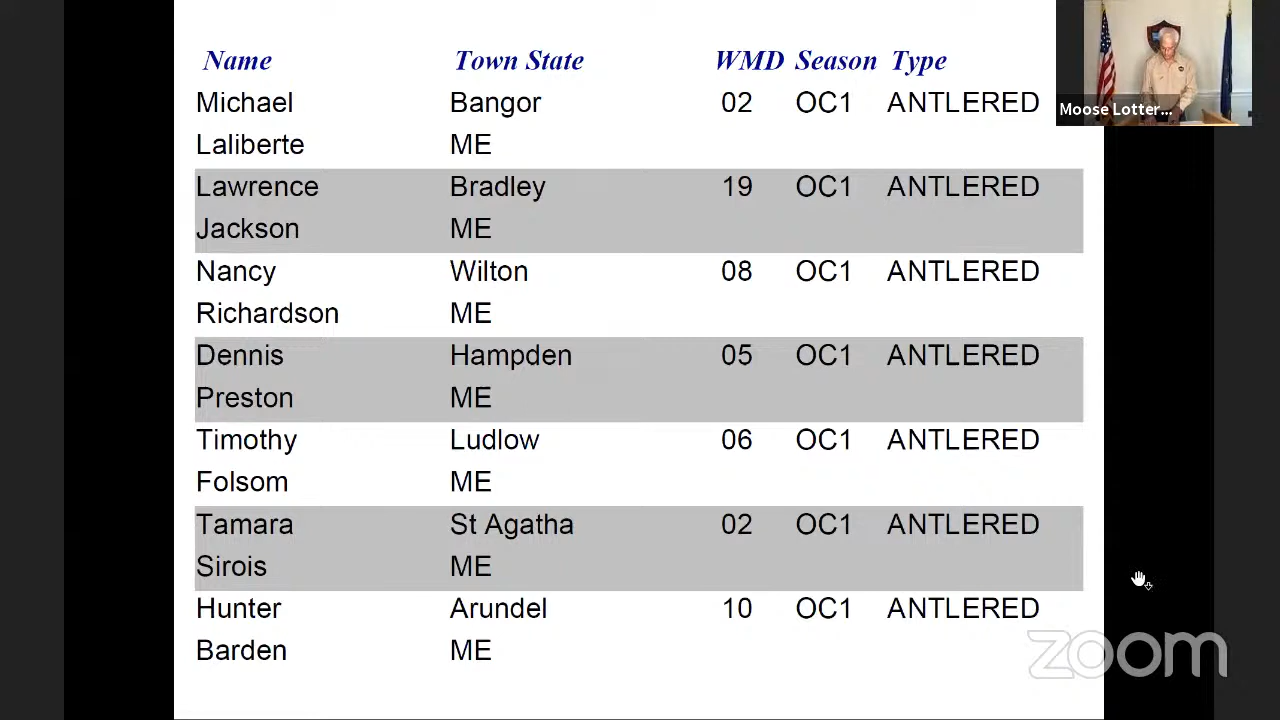 Name Town State WMD Season Type
Michael Bangor 02 OC1 ANTLERED
Laliberte ME
Lawrence Bradley 19 OC1 ANTLERED
Jackson ME
Nancy Wilton 08 OC1 ANTLERED
Richardson ME
Dennis Hampden 05 OC1 ANTLERED
Preston ME
Timothy Ludlow 06 OC1 ANTLERED
Folsom ME
Tamara St Agatha 02 OC1 ANTLERED
Sirois ME
Hunter Arundel 10 OC1 ANTLERED
Barden ME
Moose Lotter...
zoom